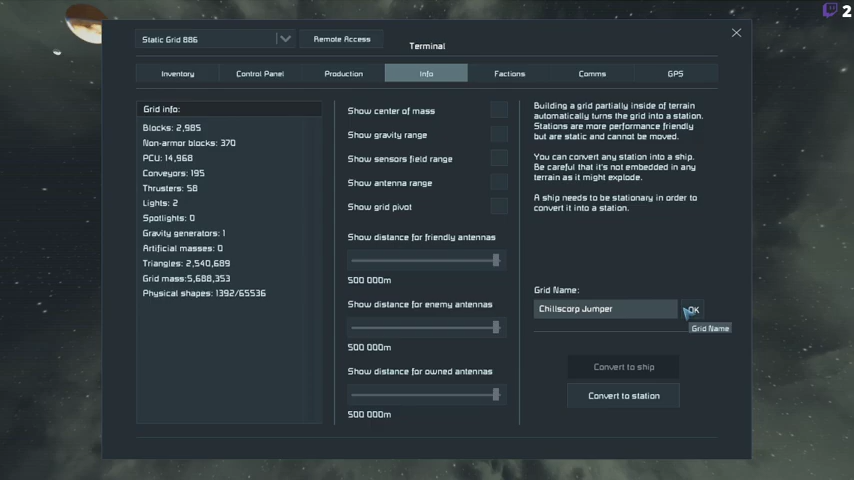 2
Static Grid 886
Remote Access
Terminal
Inventory
Control Panel
Production
Info
Factions
Comms
GPS
Grid info:
Blocks: 2,985
Non-armor blocks: 370
PCU: 14,968
Conveyors: 195
Thrusters: 58
Lights: 2
Spotlights: 0
Gravity generators: 1
Artificial masses: 0
Triangles: 2,540,689
Grid mass:5,688,353
Physical shapes: 1392/65536
Show center of mass
Show gravity range
Show sensors field range
Show antenna range
Show grid pivot
Show distance for friendly antennas
500 000m
Show distance for enemy antennas
500 000m
Show distance for owned antennas
500 000m
Building a grid partially inside of terrain
automatically turns the grid into a station.
Stations are more performance friendly
but are static and cannot be moved.
You can convert any station into a ship.
Be careful that it's not embedded in any
terrain as it might explode.
A ship needs to be stationary in order to
convert it into a station.
Grid Name:
Chillscorp Jumper
OK
Grid Name
Convert to ship
Convert to station